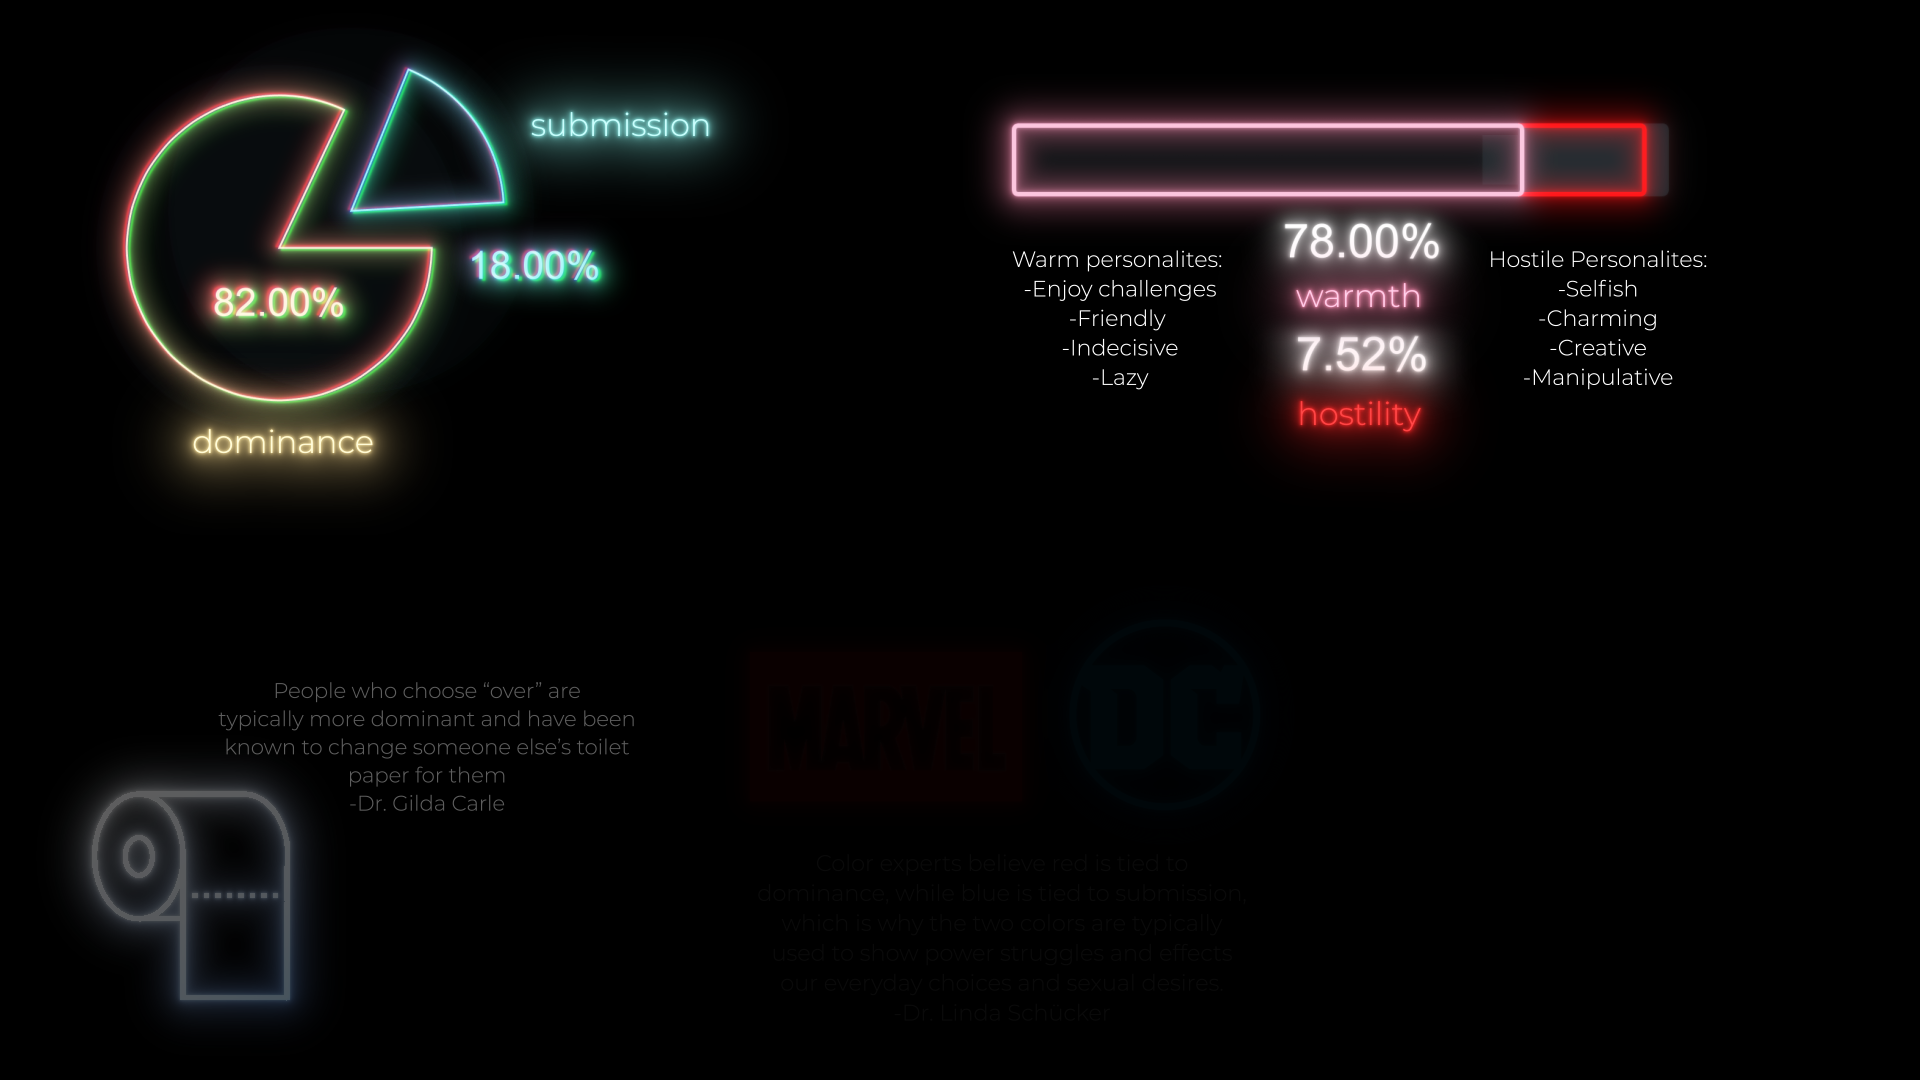 submission
18.00%
82.00%
dominance
78.00%
warmth
7.52%
hostility
Warm personalites:
-Enjoy challenges
-Friendly
-Indecisive
-Lazy
Hostile Personalites:
-Selfish
-Charming
-Creative
-Manipulative
People who choose “over” are
typically more dominant and have been
known to change someone else’s toilet
paper for them
-Dr. Gilda Carle
MARVEL
DC
Color experts believe red is tied to
dominance, while blue is tied to submission,
which is why the two colors are typically
used to show power struggles and effects
our everyday choices and sexual desires.
-Dr. Linda Schucker